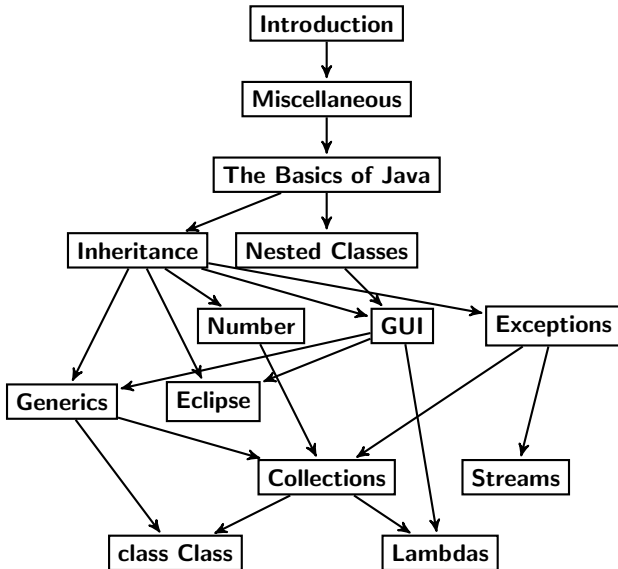 Introduction
Miscellaneous
The Basics of Java
Inheritance
Nested Classes
Number
GUI
Exceptions
Generics
Eclipse
Collections
Streams
class Class
Lambdas